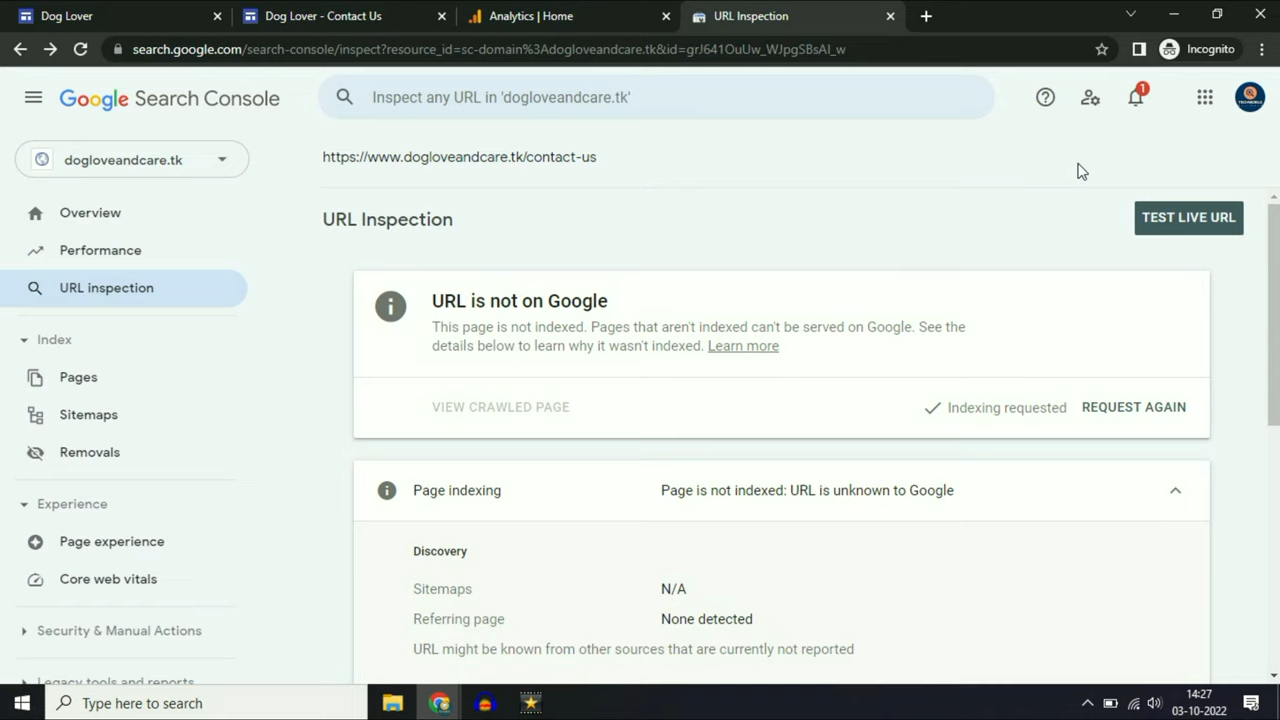 Dog Lover
Dog Lover - Contact Us
Analytics | Home
URL Inspection
search.google.com/search-console/inspect?resource_id=sc-domain%3Adogloveandcare.tk&id=grJ641OuUw_WJpgSBsAI_w
Incognito
Google Search Console
Inspect any URL in 'dogloveandcare.tk'
1
dogloveandcare.tk
https://www.dogloveandcare.tk/contact-us
Overview
Performance
URL inspection
Index
Pages
Sitemaps
Removals
Experience
Page experience
Core web vitals
Security & Manual Actions
Legacy tools and reports
URL Inspection
TEST LIVE URL
URL is not on Google
This page is not indexed. Pages that aren't indexed can't be served on Google. See the
details below to learn why it wasn't indexed. Learn more
VIEW CRAWLED PAGE
Indexing requested
REQUEST AGAIN
Page indexing
Page is not indexed: URL is unknown to Google
Discovery
Sitemaps
N/A
Referring page
None detected
URL might be known from other sources that are currently not reported
Type here to search
14:27
03-10-2022